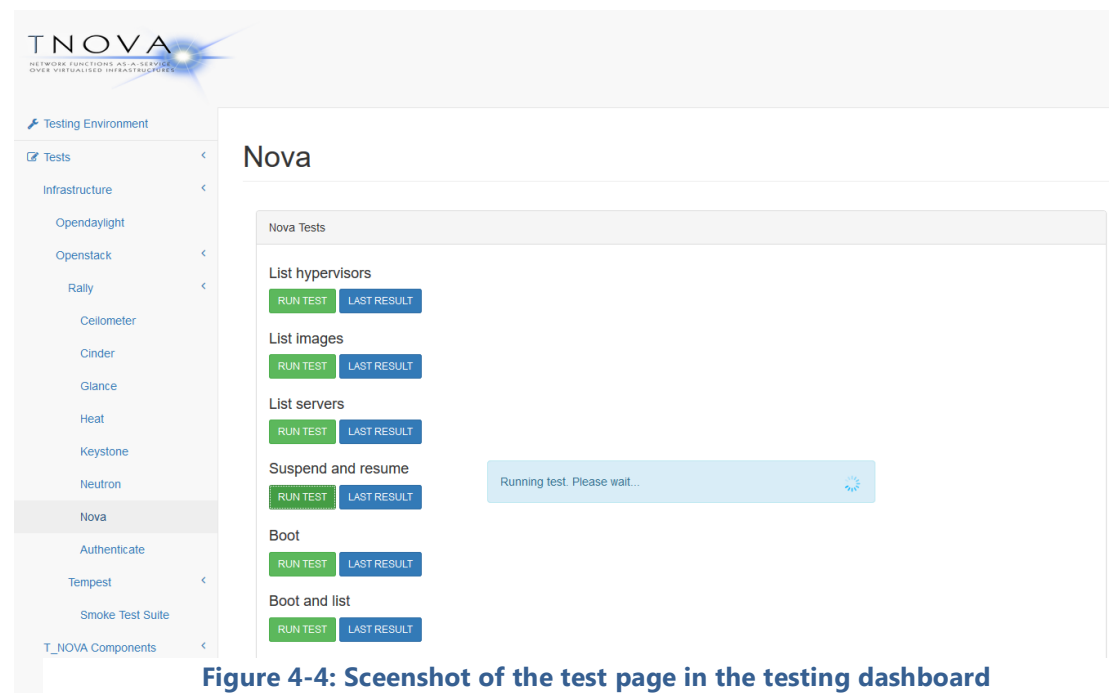 TNOVA
NETWORK FUNCTIONS AS-A-SERVICE
OVER VIRTUALISED INFRASTRUCTURES
Testing Environment
Tests
Infrastructure
Opendaylight
Openstack
Rally
Ceilometer
Cinder
Glance
Heat
Keystone
Neutron
Nova
Authenticate
Tempest
Smoke Test Suite
T_NOVA Components
Nova
Nova Tests
List hypervisors
RUN TEST LAST RESULT
List images
RUN TEST LAST RESULT
List servers
RUN TEST LAST RESULT
Suspend and resume
RUN TEST LAST RESULT
Running test. Please wait...
Boot
RUN TEST LAST RESULT
Boot and list
RUN TEST LAST RESULT
Figure 4-4: Sceenshot of the test page in the testing dashboard